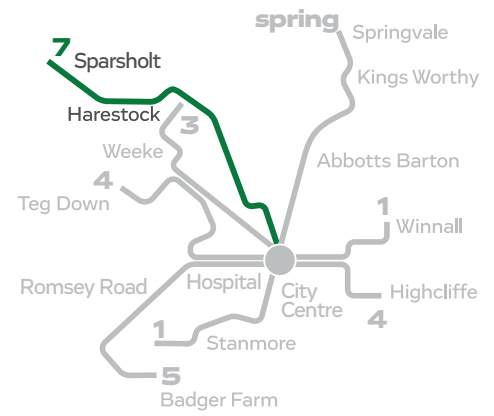 spring
Springvale
7
Sparsholt
Kings Worthy
Harestock
3
Weeke
Abbotts Barton
4
Teg Down
1
Winnall
Romsey Road
Hospital
City
Centre
Highcliffe
4
1
Stanmore
5
Badger Farm